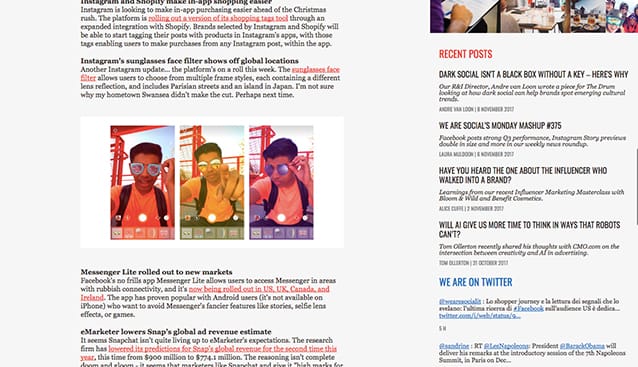 Instagram and Shopify make in-app purchasing easier
Instagram is looking to make in-app purchasing easier ahead of the Christmas
rush. The platform is rolling out a version of its shopping tags tool through an
expanded integration with Shopify. Brands selected by Instagram and Shopify will
be able to start tagging their posts with products in Instagram's apps, with those
tags enabling users to make purchases from any Instagram post, within the app.
Instagram's sunglasses face filter shows off global locations
Another Instagram update... the platform's on a roll this week. The sunglasses face
filter allows users to choose from multiple frame styles, each containing a different
lens reflection, and includes Parisian streets and an island in Japan. I'm not sure
why my hometown Swansea didn't make the cut. Perhaps next time.
Messenger Lite rolled out to new markets
Facebook's no frills app Messenger Lite allows users to access Messenger in areas
with rubbish connectivity, and it's now being rolled out in US, UK, Canada, and
Ireland. The app has proven popular with Android users (it's not available on
iPhone) who want to avoid Messenger's fancier features like stories, selfie lens
effects, or games.
eMarketer lowers Snap's global ad revenue estimate
It seems Snapchat isn't quite living up to eMarketer's expectations. The research
firm has lowered its predictions for Snap's global revenue for the second time this
year, this time from $900 million to $774.1 million. The reasoning isn't complete
doom and gloom - it seems that marketers like Snapchat and give it "high marks for
RECENT POSTS
DARK SOCIAL ISN'T A BLACK BOX WITHOUT A KEY – HERE'S WHY
Our R&I Director, Andre van Loon wrote a piece for The Drum
looking at how dark social can help brands spot emerging cultural
trends.
ANDRE VAN LOON | 8 NOVEMBER 2017
WE ARE SOCIAL'S MONDAY MASHUP #375
Facebook posts strong Q3 performance, Instagram Story previews
double in size and more in our weekly news roundup.
LAURA MULDOON | 6 NOVEMBER 2017
HAVE YOU HEARD THE ONE ABOUT THE INFLUENCER WHO
WALKED INTO A BRAND?
Learnings from our recent Influencer Marketing Masterclass with
Bloom & Wild and Benefit Cosmetics.
ALICE CUFFE | 2 NOVEMBER 2017
WILL AI GIVE US MORE TIME TO THINK IN WAYS THAT ROBOTS
CAN'T?
Tom Ollerton recently shared his thoughts with CMO.com on the
intersection between creativity and AI in advertising.
TOM OLLERTON | 31 OCTOBER 2017
WE ARE ON TWITTER
@wearesocialit : Lo shopper journey e la lettura dei segnali che lo
svelano: l'ultima ricerca di #Facebook sull'audience US è dispo...
twitter.com/i/web/status/9...
5 H
@sandrine : RT @LesNapoleons: President @BarackObama will
deliver his remarks at the introductory session of the 7th Napoleons
Summit, in Paris on Dec...